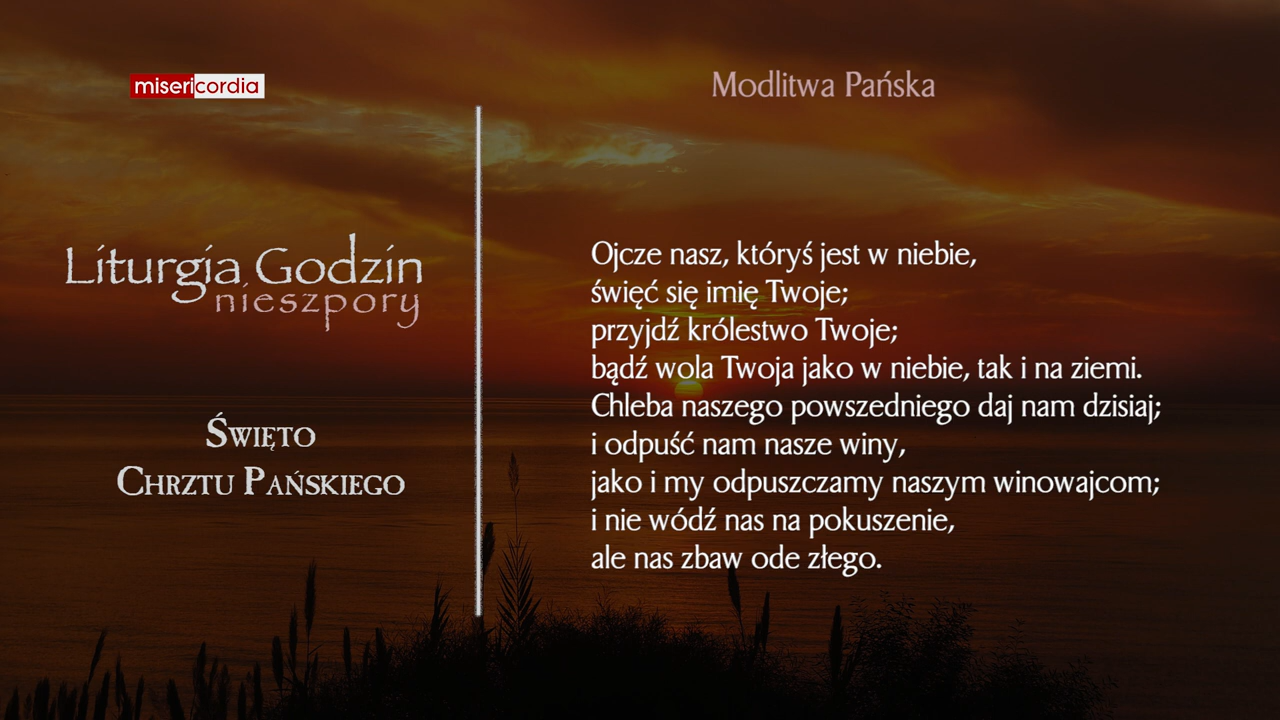 misericordia
Liturgia Godzin
nieszpory
Święto
Chrztu Pańskiego
Modlitwa Pańska
Ojcze nasz, któryś jest w niebie,
święć się imię Twoje;
przyjdź królestwo Twoje;
bądź wola Twoja jako w niebie, tak i na ziemi.
Chleba naszego powszedniego daj nam dzisiaj;
i odpuść nam nasze winy,
jako i my odpuszczamy naszym winowajcom;
i nie wódź nas na pokuszenie,
ale nas zbaw ode złego.